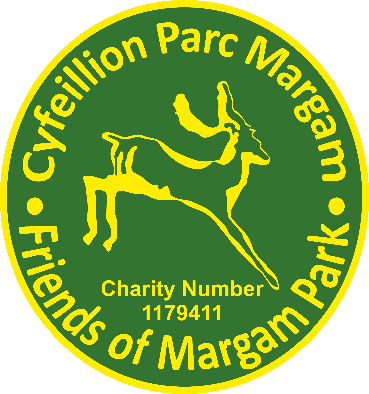 Cyfeillion Parc Margam
Charity Number
1179411
Friends of Margam Park